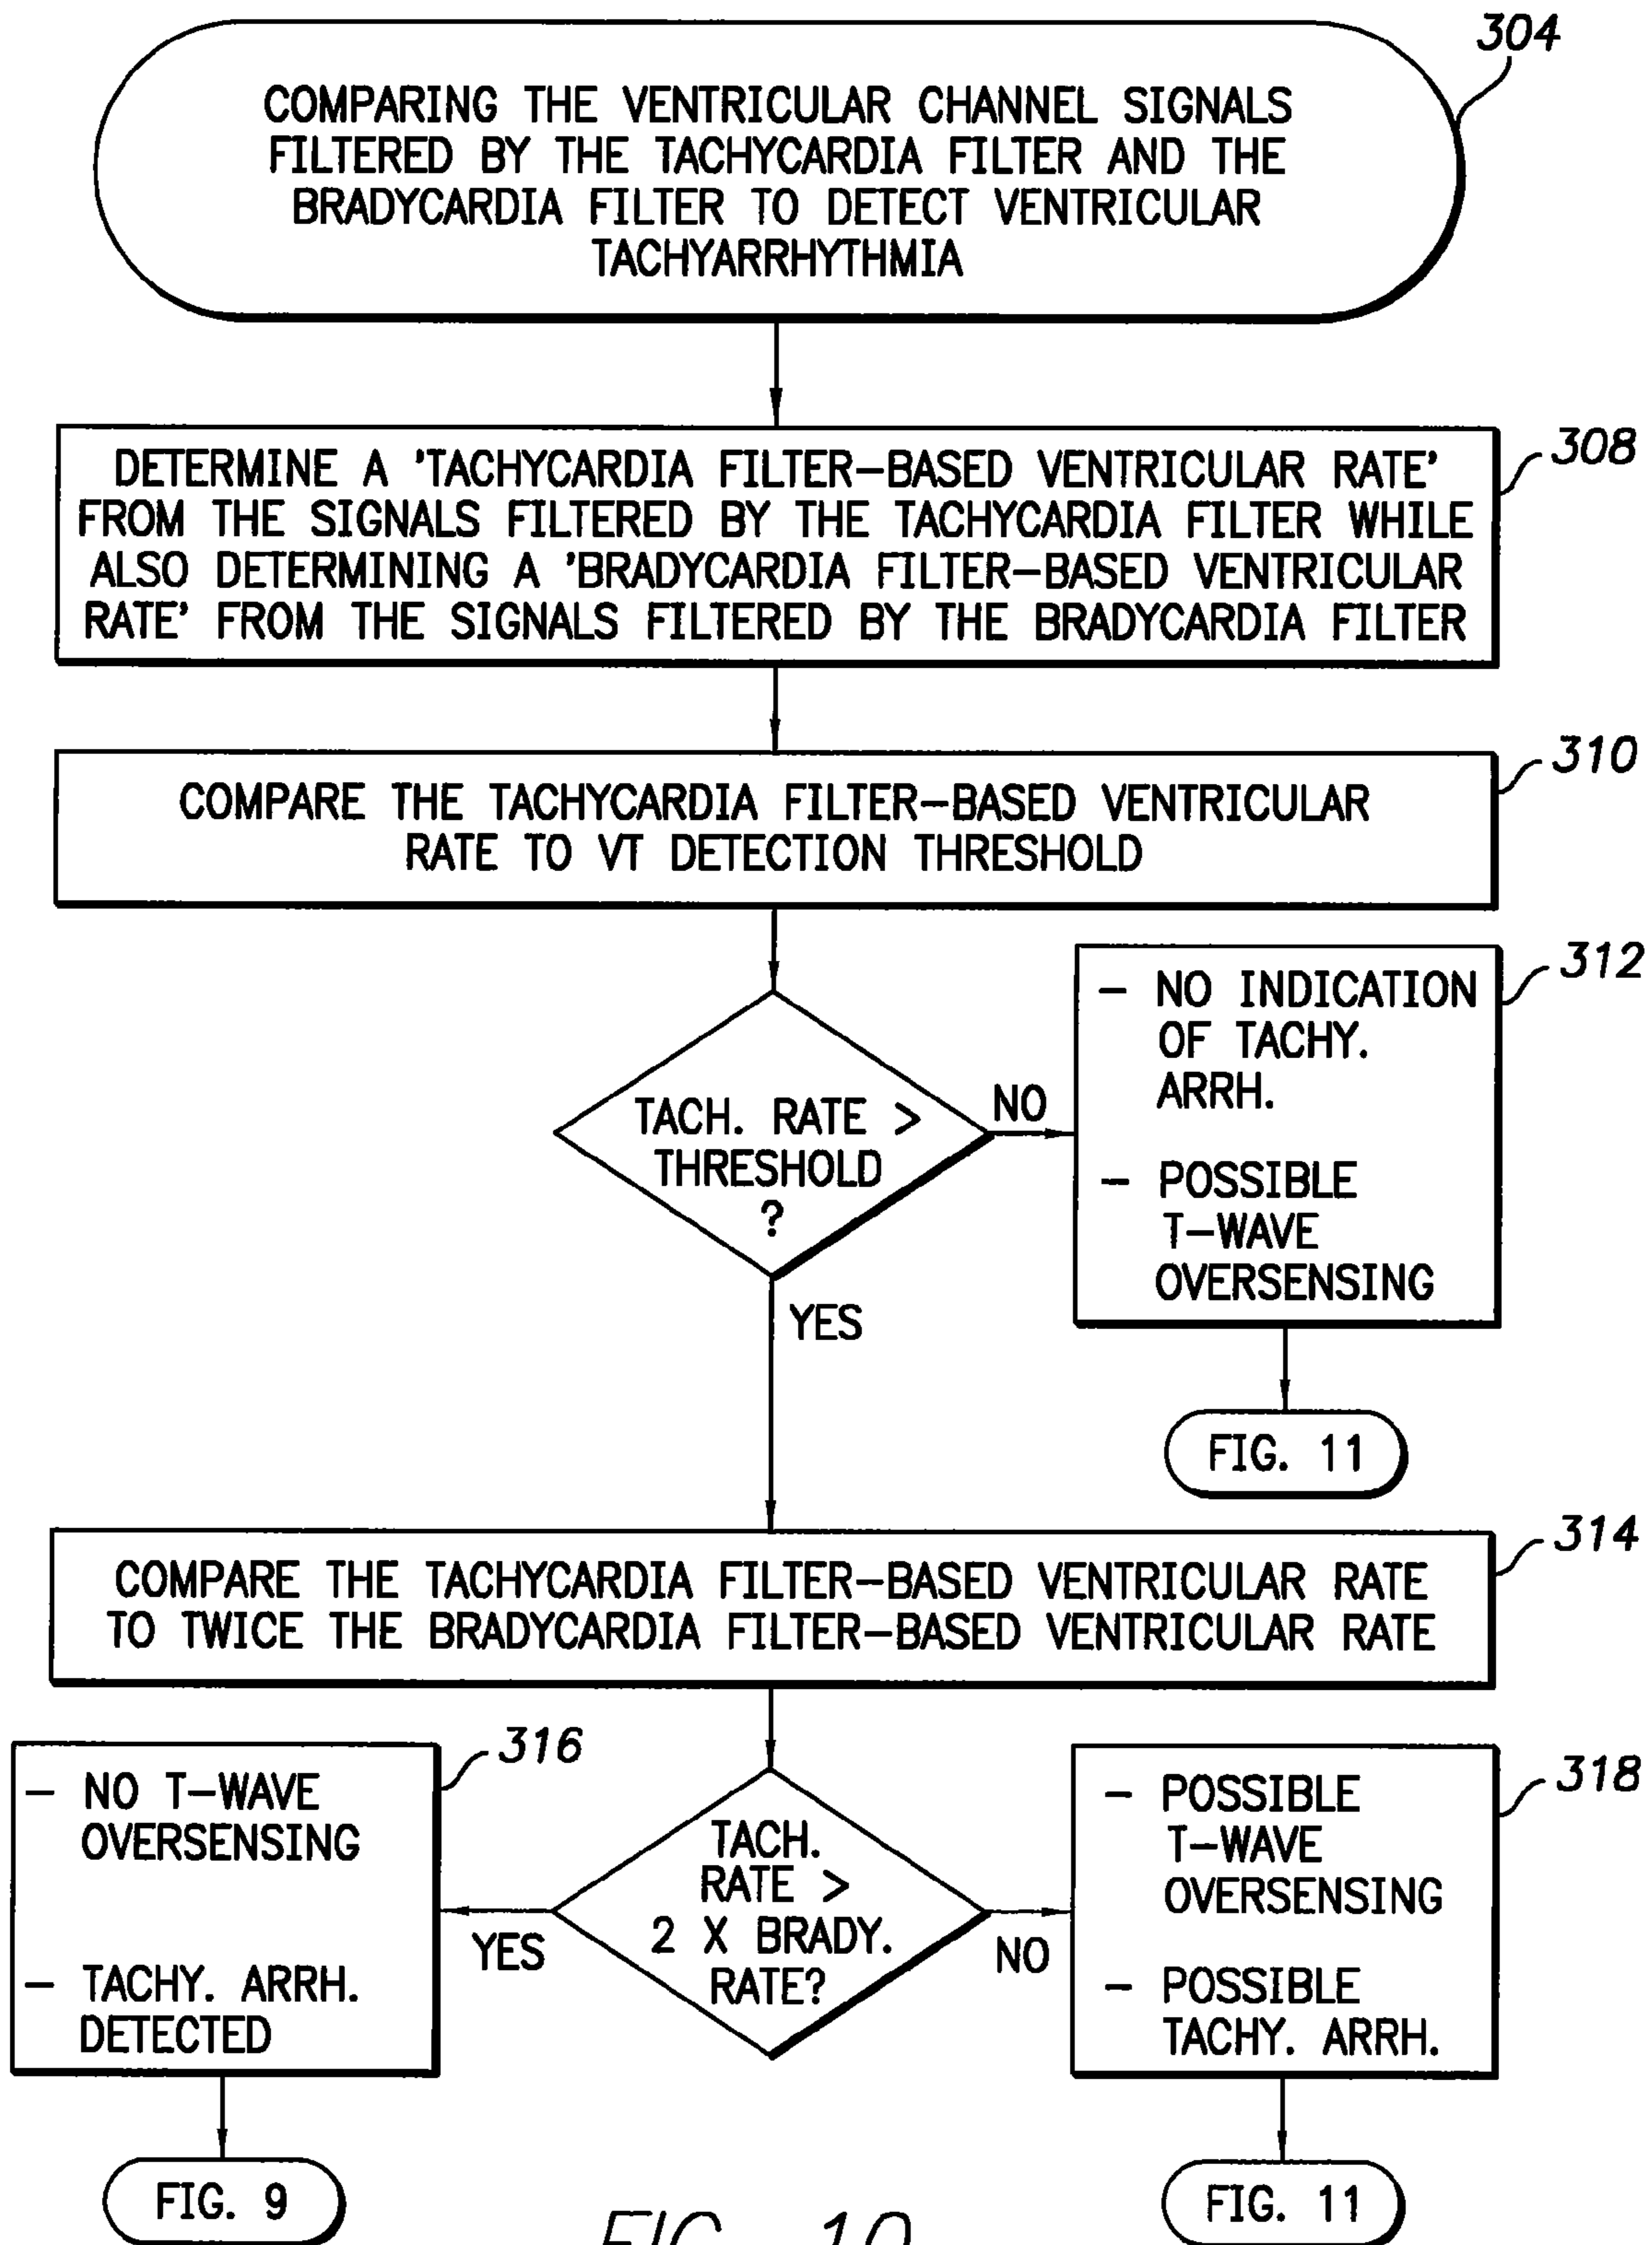 304
COMPARING THE VENTRICULAR CHANNEL SIGNALS
FILTERED BY THE TACHYCARDIA FILTER AND THE
BRADYCARDIA FILTER TO DETECT VENTRICULAR
TACHYARRHYTHMIA
308
DETERMINE A 'TACHYCARDIA FILTER-BASED VENTRICULAR RATE'
FROM THE SIGNALS FILTERED BY THE TACHYCARDIA FILTER WHILE
ALSO DETERMINING A 'BRADYCARDIA FILTER-BASED VENTRICULAR
RATE' FROM THE SIGNALS FILTERED BY THE BRADYCARDIA FILTER
310
COMPARE THE TACHYCARDIA FILTER-BASED VENTRICULAR
RATE TO VT DETECTION THRESHOLD
TACH. RATE >
THRESHOLD
?
NO
YES
312
- NO INDICATION
OF TACHY.
ARRH.
- POSSIBLE
T-WAVE
OVERSENSING
FIG. 11
314
COMPARE THE TACHYCARDIA FILTER-BASED VENTRICULAR RATE
TO TWICE THE BRADYCARDIA FILTER-BASED VENTRICULAR RATE
316
- NO T-WAVE
OVERSENSING
- TACHY. ARRH.
DETECTED
FIG. 9
YES
TACH.
RATE >
2 X BRADY.
RATE?
NO
318
- POSSIBLE
T-WAVE
OVERSENSING
- POSSIBLE
TACHY. ARRH.
FIG. 11
FIG. 10